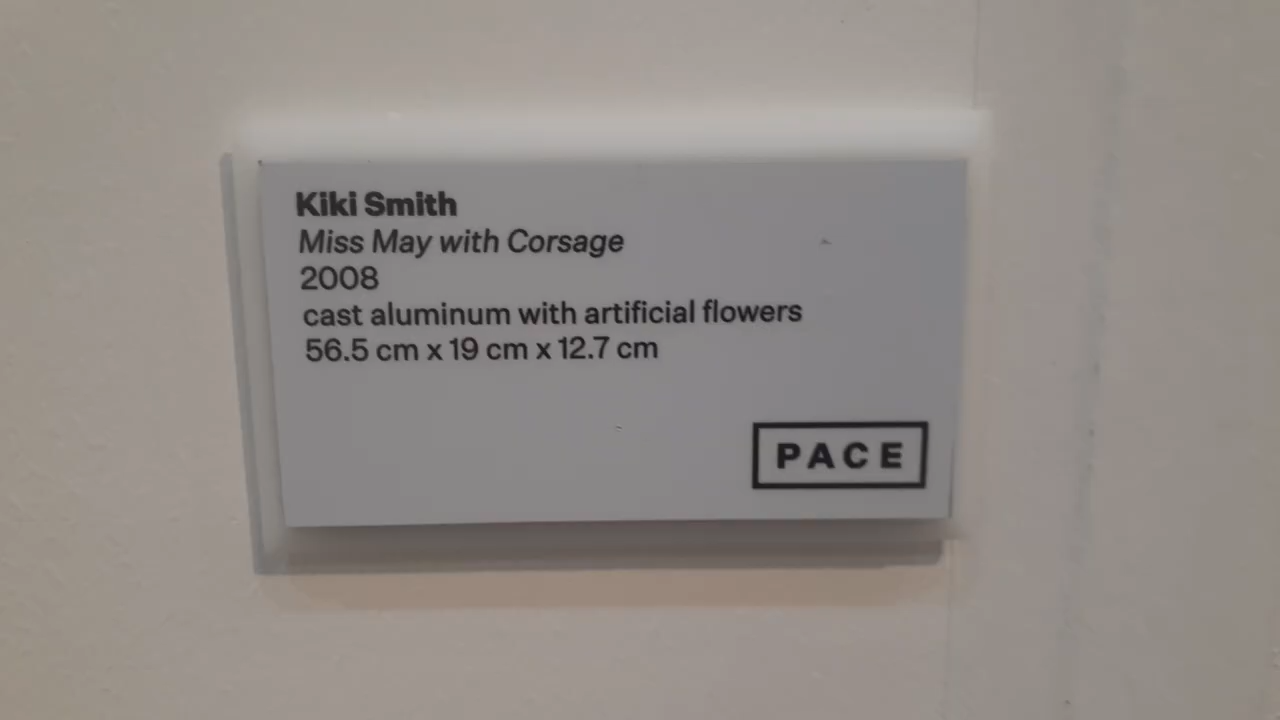 Kiki Smith
Miss May with Corsage
2008
cast aluminum with artificial flowers
56.5 cm x 19 cm x 12.7 cm
PACE